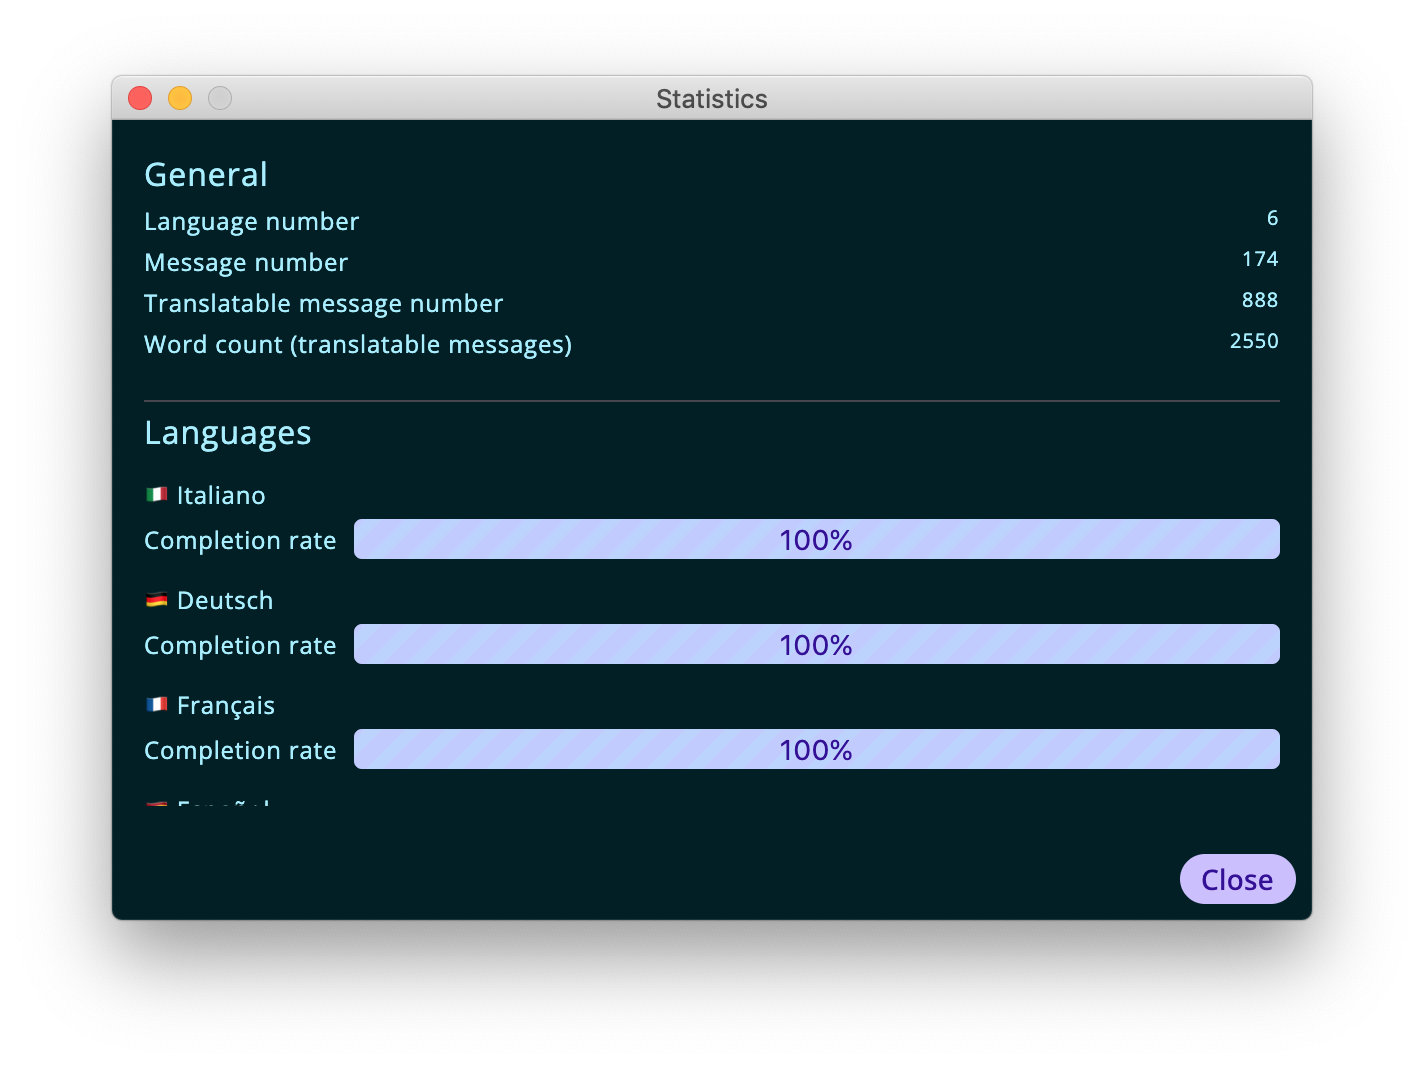 Statistics
General
Language number 6
Message number 174
Translatable message number 888
Word count (translatable messages) 2550
Languages
Italiano
Completion rate 100%
Deutsch
Completion rate 100%
Français
Completion rate 100%
Español
Close